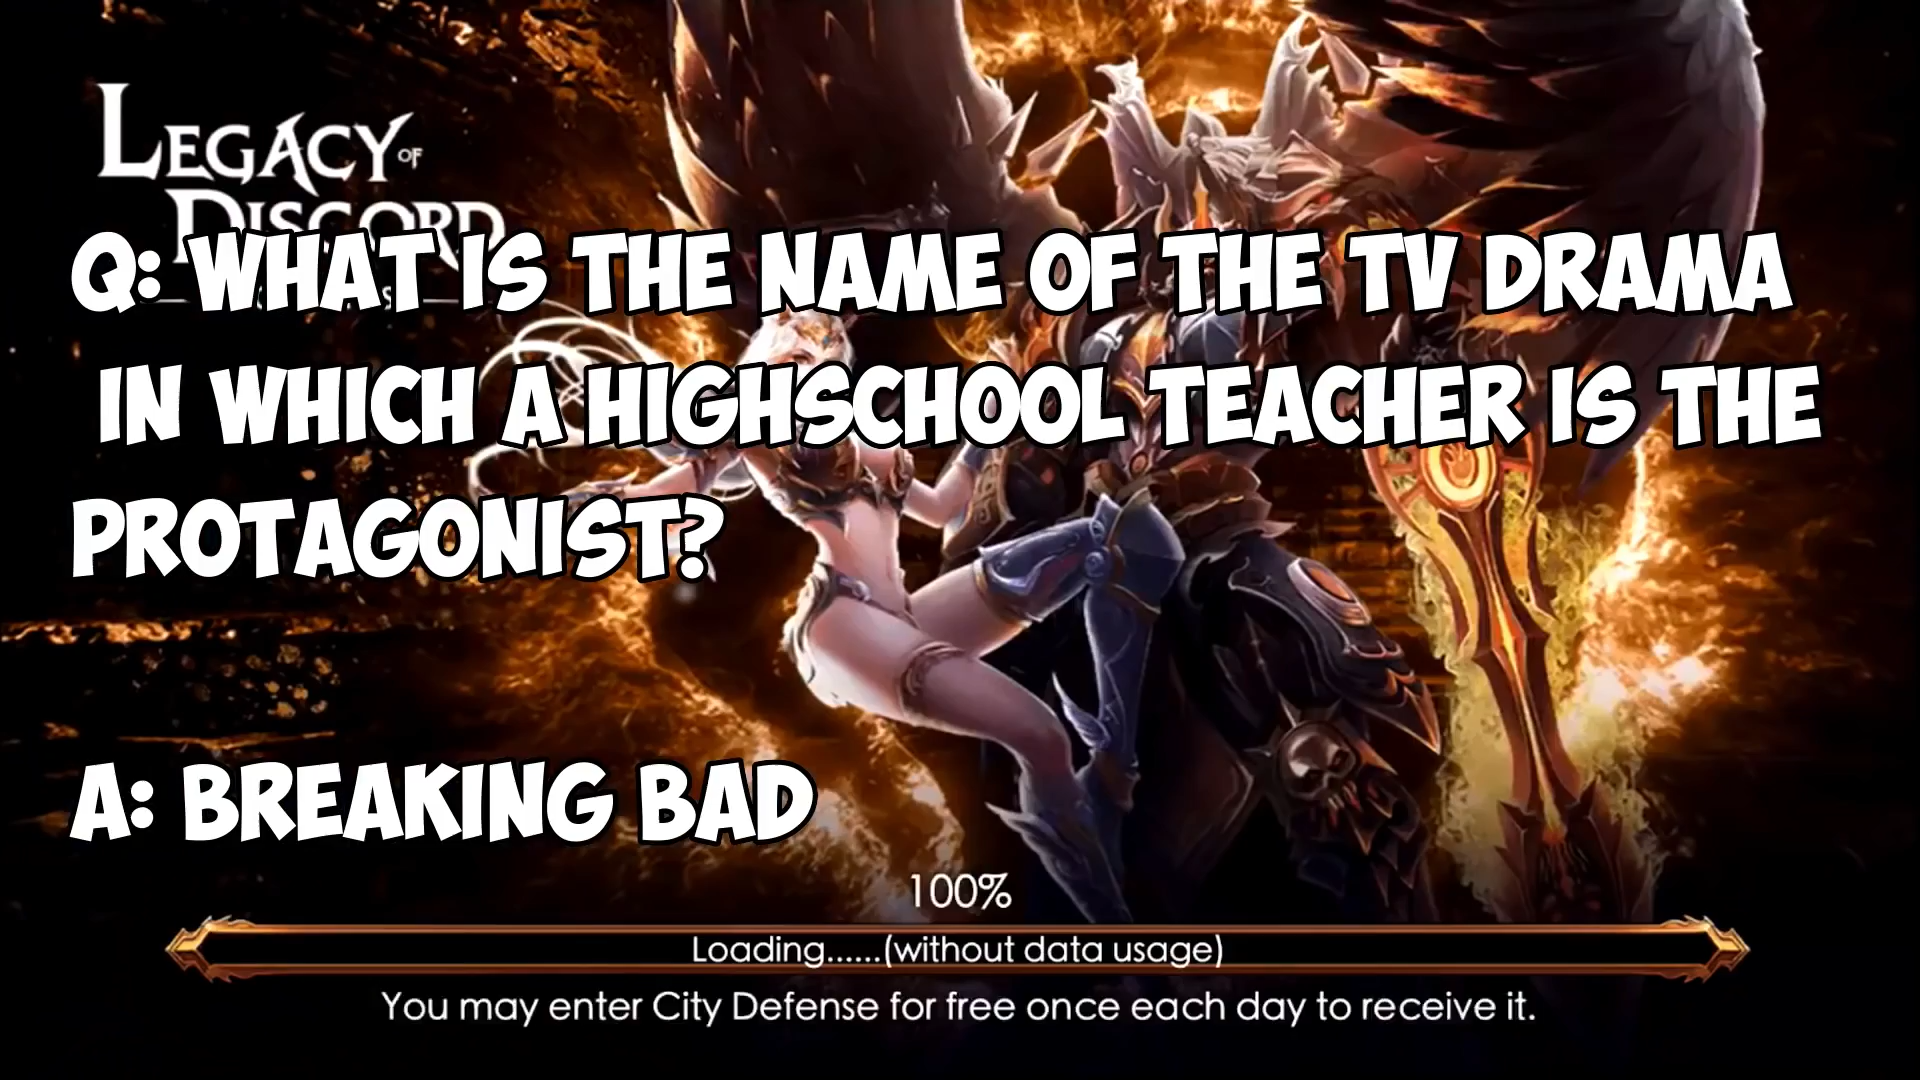 LEGACY OF
DISCORD
Q: WHAT IS THE NAME OF THE TV DRAMA
IN WHICH A HIGHSCHOOL TEACHER IS THE
PROTAGONIST?
A: BREAKING BAD
100%
Loading......(without data usage)
You may enter City Defense for free once each day to receive it.